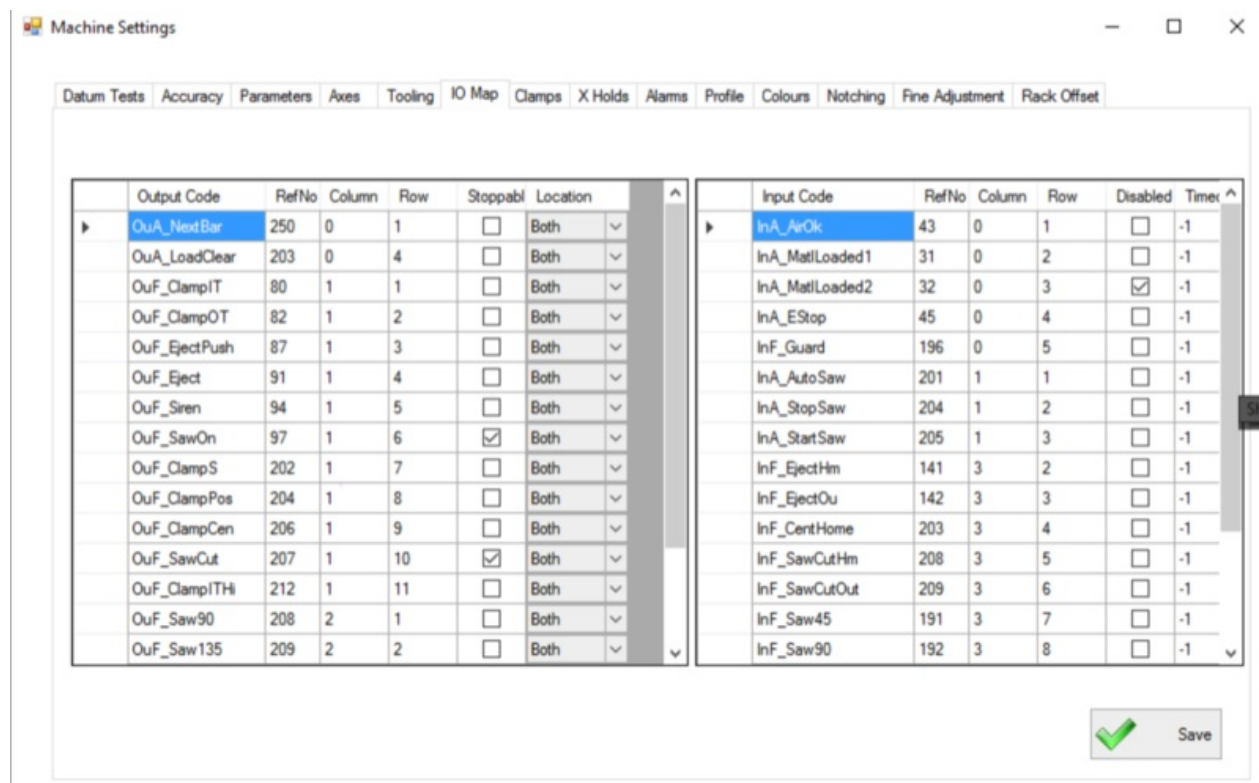 Machine Settings
Datum Tests Accuracy Parameters Axes Tooling IO Map Clamps X Holds Alarms Profile Colours Notching Fine Adjustment Rack Offset
Output Code RefNo Column Row Stoppabl Location
OuA_NextBar 250 0 1 Both
OuA_LoadClear 203 0 4 Both
OuF_ClampIT 80 1 1 Both
OuF_ClampOT 82 1 2 Both
OuF_EjectPush 87 1 3 Both
OuF_Eject 91 1 4 Both
OuF_Siren 94 1 5 Both
OuF_SawOn 97 1 6 Both
OuF_ClampS 202 1 7 Both
OuF_ClampPos 204 1 8 Both
OuF_ClampCen 206 1 9 Both
OuF_SawCut 207 1 10 Both
OuF_ClampITHi 212 1 11 Both
OuF_Saw90 208 2 1 Both
OuF_Saw135 209 2 2 Both
Input Code RefNo Column Row Disabled Timeo
InA_AirOk 43 0 1 -1
InA_MatlLoaded1 31 0 2 -1
InA_MatlLoaded2 32 0 3 -1
InA_EStop 45 0 4 -1
InF_Guard 196 0 5 -1
InA_AutoSaw 201 1 1 -1
InA_StopSaw 204 1 2 -1
InA_StartSaw 205 1 3 -1
InF_EjectHm 141 3 2 -1
InF_EjectOu 142 3 3 -1
InF_CentHome 203 3 4 -1
InF_SawCutHm 208 3 5 -1
InF_SawCutOut 209 3 6 -1
InF_Saw45 191 3 7 -1
InF_Saw90 192 3 8 -1
Save